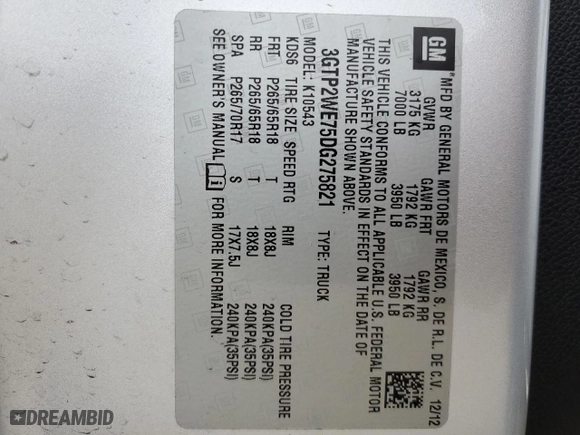 GM
MFD BY GENERAL MOTORS DE MEXICO, S. DE R.L. DE C.V. 12/12
GVWR GAWR FRT GAWR RR
3175 KG 1792 KG 1792 KG
7000 LB 3950 LB 3950 LB
THIS VEHICLE CONFORMS TO ALL APPLICABLE U.S. FEDERAL MOTOR
VEHICLE SAFETY STANDARDS IN EFFECT ON THE DATE OF
MANUFACTURE SHOWN ABOVE.
3GTP2WE75DG275821 TYPE: TRUCK
MODEL: K10543
KDS6 TIRE SIZE SPEED RTG RIM COLD TIRE PRESSURE
FRT P265/65R18 T 18X8J 240KPA(35PSI)
RR P265/65R18 T 18X8J 240KPA(35PSI)
SPA P265/70R17 S 17X7.5J 240KPA(35PSI)
SEE OWNER'S MANUAL i FOR MORE INFORMATION.
DREAMBID